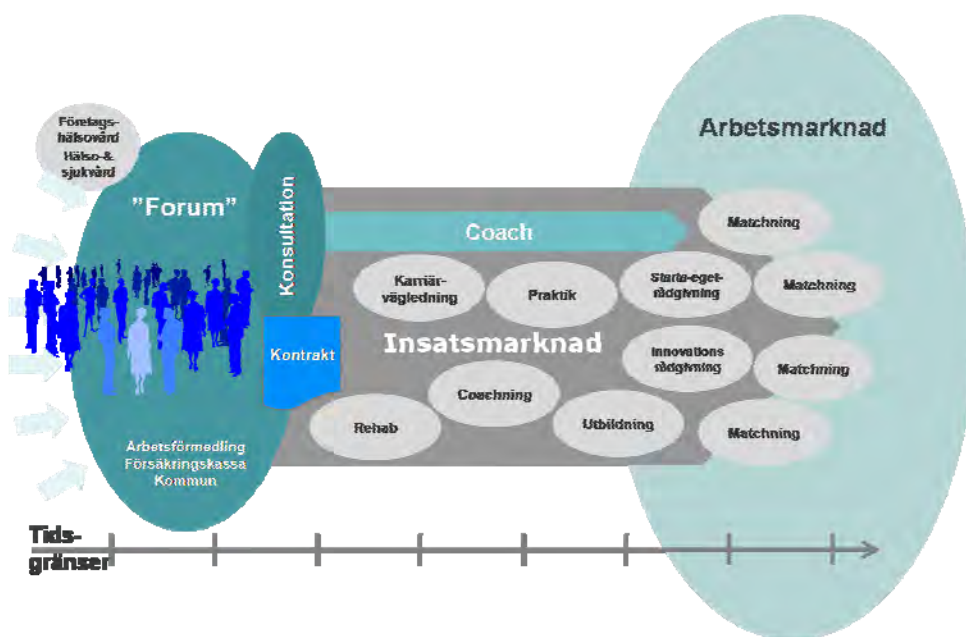 Företags-
hälsovård
Hälso-&
sjukvård
"Forum"
Arbetsförmedling
Försäkringskassa
Kommun
Konsultation
Kontrakt
Coach
Karriär-
vägledning
Praktik
Starta-eget-
rådgivning
Insatsmarknad
Innovations
rådgivning
Coachning
Rehab
Utbildning
Arbetsmarknad
Matchning
Matchning
Matchning
Matchning
Tids-
gränser